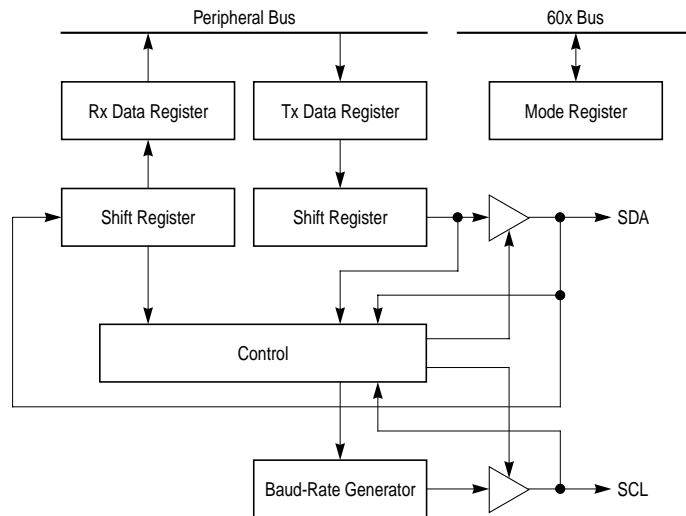 Peripheral Bus
60x Bus
Rx Data Register
Tx Data Register
Mode Register
Shift Register
Shift Register
SDA
Control
Baud-Rate Generator
SCL